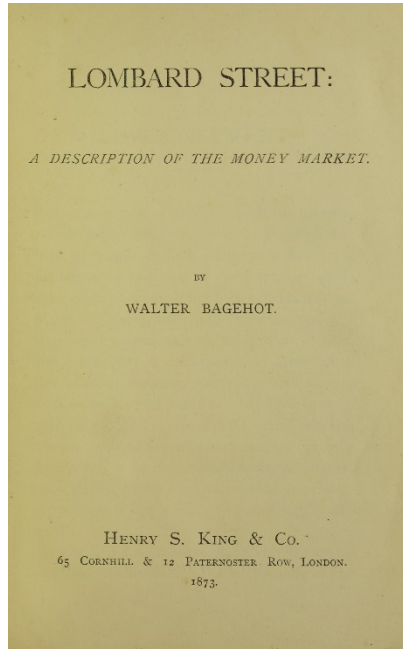 LOMBARD STREET:
A DESCRIPTION OF THE MONEY MARKET.
BY
WALTER BAGEHOT.
HENRY S. KING & CO.
65 CORNHILL & 12 PATERNOSTER ROW, LONDON.
1873.